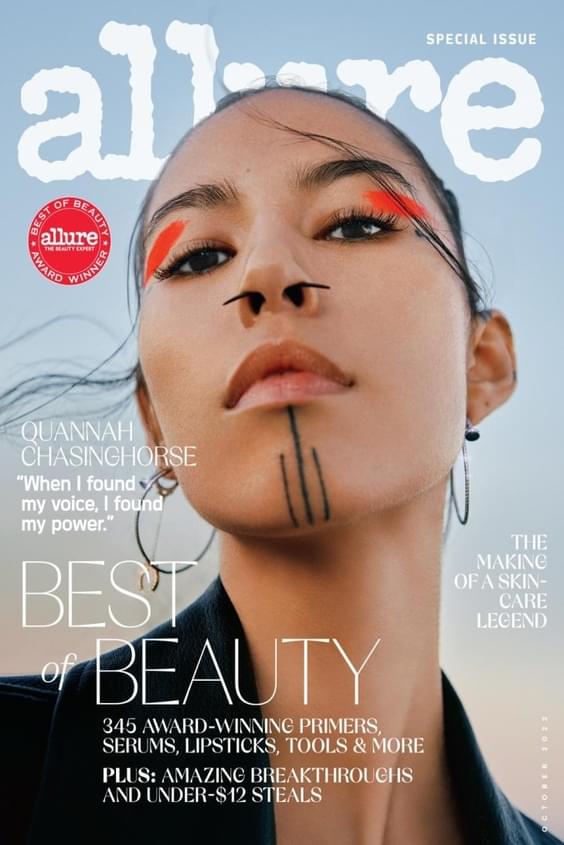 SPECIAL ISSUE
allure
BEST OF BEAUTY
allure
THE BEAUTY EXPERT
AWARD WINNER
QUANNAH
CHASINGHORSE
"When I found
my voice, I found
my power."
THE
MAKING
OF A SKIN-
CARE
LEGEND
BEST
of BEAUTY
345 AWARD-WINNING PRIMERS,
SERUMS, LIPSTICKS, TOOLS & MORE
PLUS: AMAZING BREAKTHROUGHS
AND UNDER-$12 STEALS
OCTOBER 2022